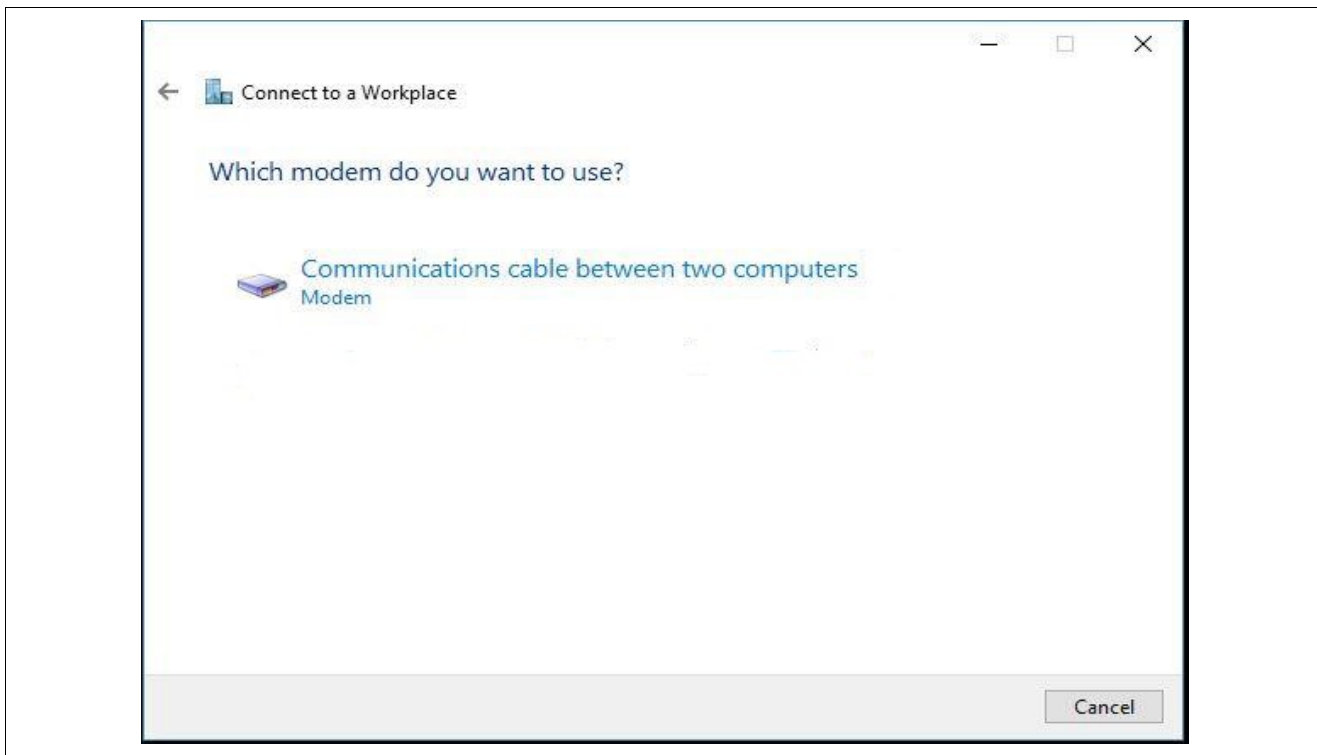 Connect to a Workplace
Which modem do you want to use?
Communications cable between two computers
Modem
Cancel